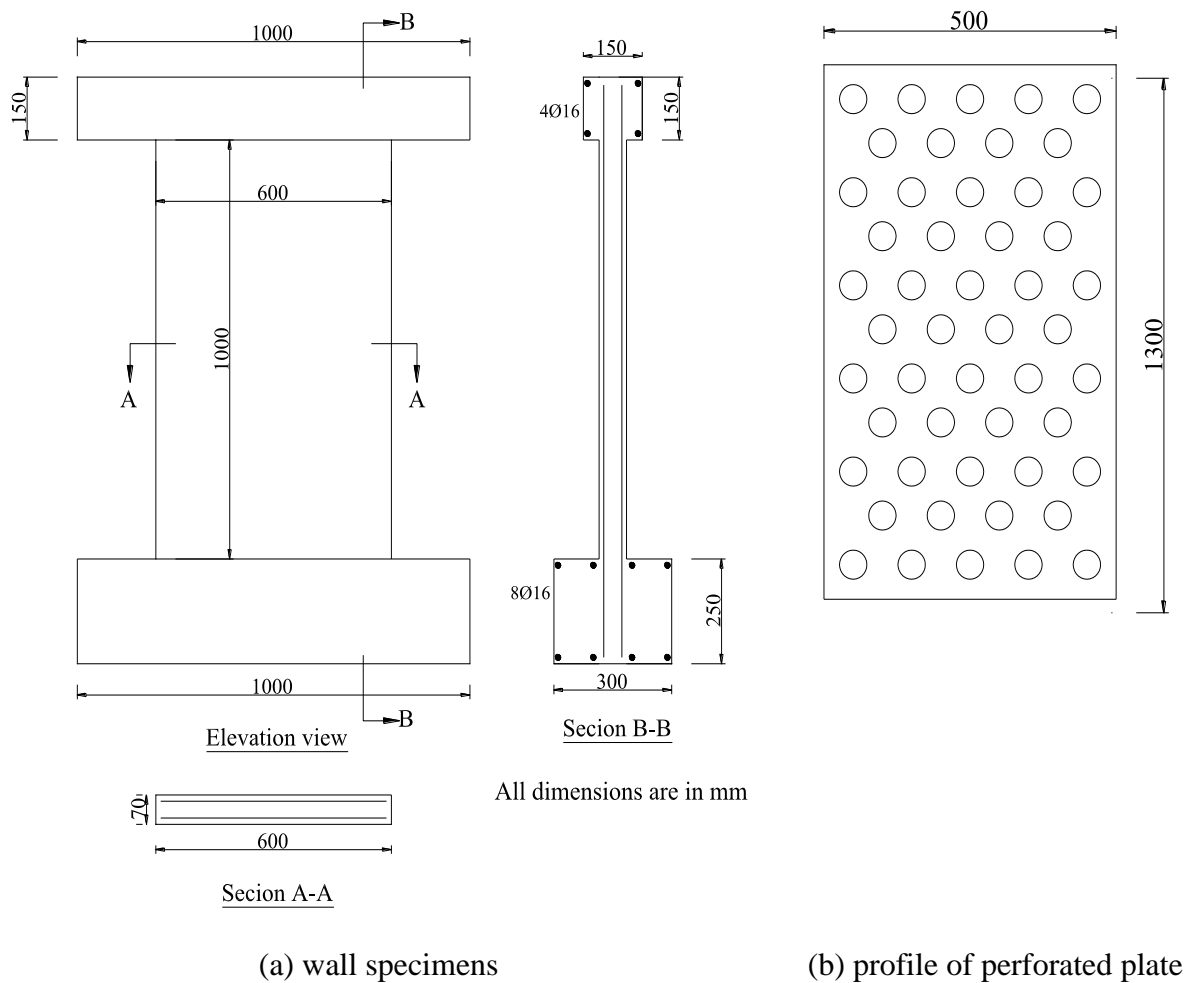 B
1000
150
600
1000
A
A
1000
B
Elevation view
70
600
Secion A-A
150
4Ø16
150
8Ø16
250
300
Secion B-B
All dimensions are in mm
500
1300
(a) wall specimens
(b) profile of perforated plate